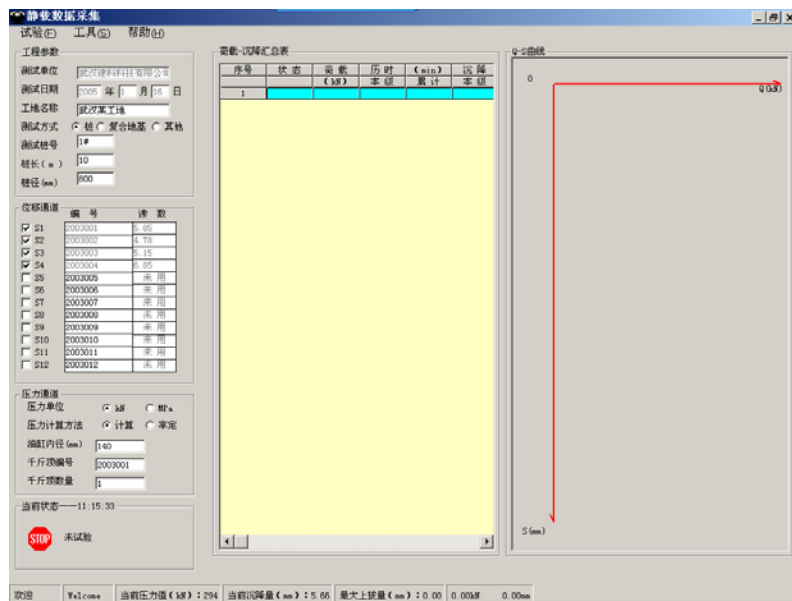 静载数据采集
试验(F) 工具(G) 帮助(H)
工程参数
测试单位 武汉建科科技有限公司
测试日期 2005 年 1 月 16 日
工地名称 武汉某工地
测试方式 桩 复合地基 其他
测试桩号 1#
桩长(m) 10
桩径(mm) 800
位移通道
编 号 读 数
S1 2003001 5.05
S2 2003002 4.78
S3 2003003 5.15
S4 2003004 6.05
S5 2003005 未 用
S6 2003006 未 用
S7 2003007 未 用
S8 2003008 未 用
S9 2003009 未 用
S10 2003010 未 用
S11 2003011 未 用
S12 2003012 未 用
压力通道
压力单位 kN MPa
压力计算方法 计算 率定
油缸内径(mm) 140
千斤顶编号 2003001
千斤顶数量 1
当前状态——11:15:33
STOP 未试验
荷载-沉降汇总表
序号 状 态 荷 载 历 时 (min) 沉 降
(kN) 本 级 累 计 本 级
1
Q-S曲线
0
Q(kN)
S(mm)
欢迎 Welcome 当前压力值(kN):294 当前沉降量(mm):5.66 最大上拔量(mm):0.00 0.00kN 0.00mm